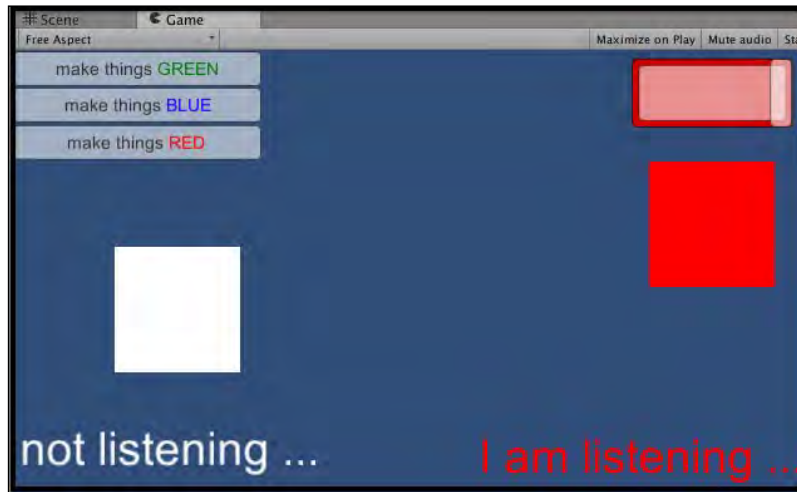 Scene
Game
Free Aspect
Maximize on Play
Mute audio
Sta
make things GREEN
make things BLUE
make things RED
not listening ...
I am listening ...